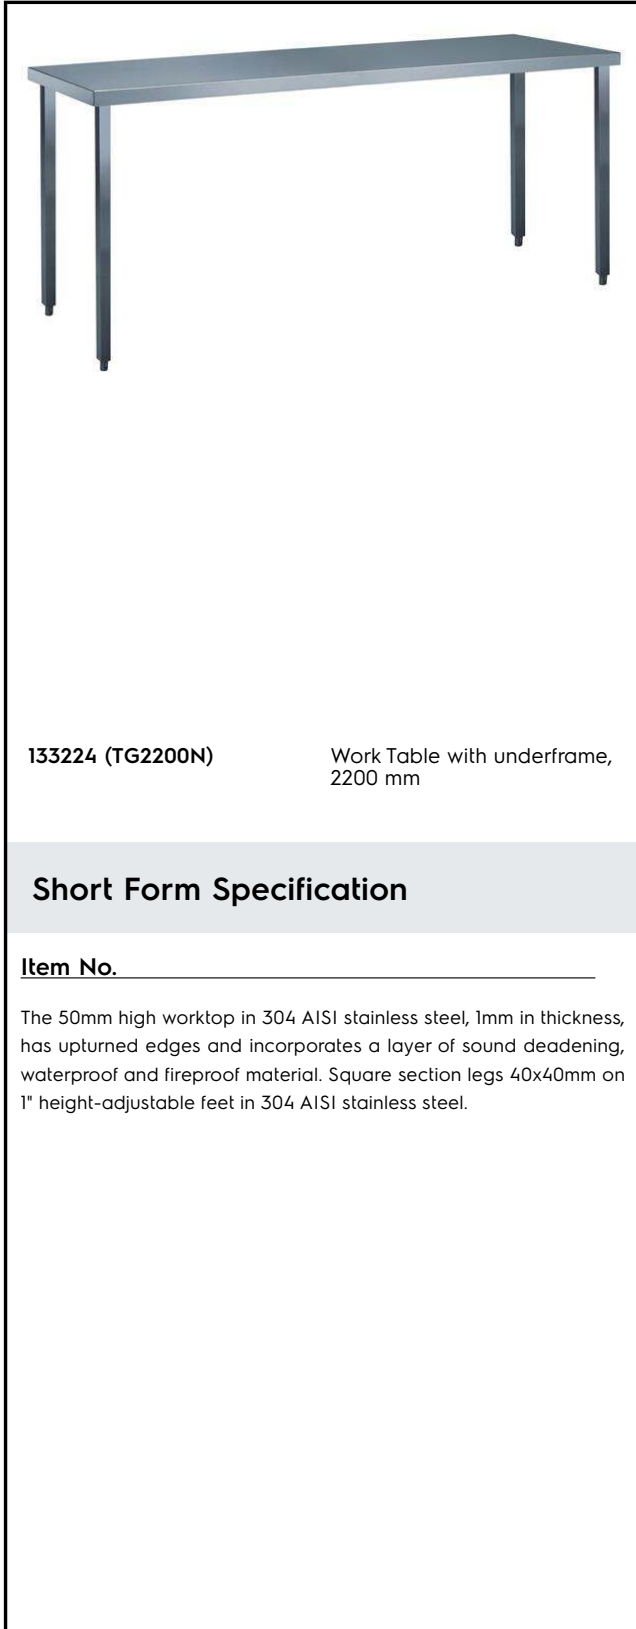 133224 (TG2200N)
Work Table with underframe,
2200 mm
Short Form Specification
Item No.
The 50mm high worktop in 304 AISI stainless steel, 1mm in thickness,
has upturned edges and incorporates a layer of sound deadening,
waterproof and fireproof material. Square section legs 40x40mm on
1" height-adjustable feet in 304 AISI stainless steel.